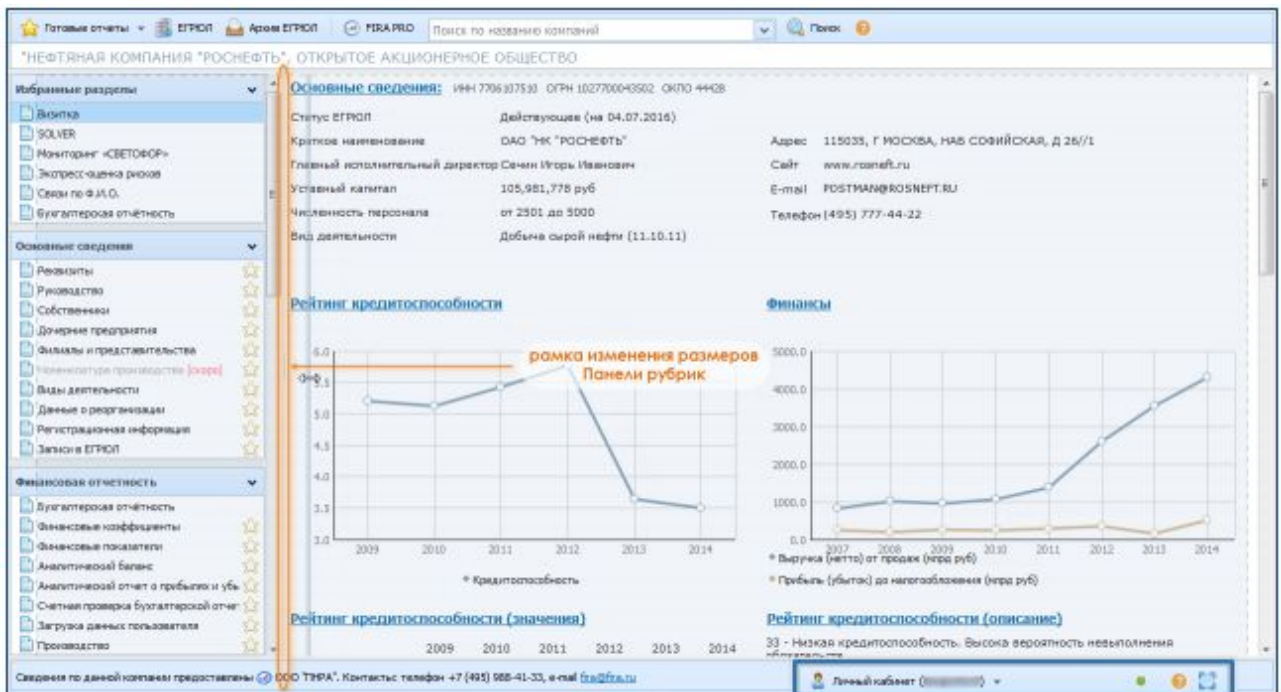 Готовые отчеты ЕГРЮЛ Архив ЕГРЮЛ FIRA PRO Поиск по названию компаний Поиск
"НЕФТЯНАЯ КОМПАНИЯ "РОСНЕФТЬ", ОТКРЫТОЕ АКЦИОНЕРНОЕ ОБЩЕСТВО
Избранные разделы
Визитка
SOLVER
Мониторинг «СВЕТОФОР»
Экспресс-оценка рисков
Связи по Ф.И.О.
Бухгалтерская отчётность
Основные сведения
Реквизиты
Руководство
Собственники
Дочерние предприятия
Филиалы и представительства
Номенклатура производства [скоро]
Виды деятельности
Данные о реорганизации
Регистрационная информация
Записи в ЕГРЮЛ
Финансовая отчетность
Бухгалтерская отчётность
Финансовые коэффициенты
Финансовые показатели
Аналитический баланс
Аналитический отчет о прибылях и убы
Счетная проверка бухгалтерской отчет
Загрузка данных пользователя
Производство
Основные сведения: ИНН 7706107510 ОГРН 1027700043502 ОКПО 44428
Статус ЕГРЮЛ Действующее (на 04.07.2016)
Краткое наименование ОАО "НК "РОСНЕФТЬ"
Главный исполнительный директор Сечин Игорь Иванович
Уставный капитал 105,981,778 руб
Численность персонала от 2501 до 5000
Вид деятельности Добыча сырой нефти (11.10.11)
Адрес 115035, Г МОСКВА, НАБ СОФИЙСКАЯ, Д 26//1
Сайт www.rosneft.ru
E-mail POSTMAN@ROSNEFT.RU
Телефон (495) 777-44-22
Рейтинг кредитоспособности
6.0
5.5
5.0
4.5
4.0
3.5
3.0
2009 2010 2011 2012 2013 2014
Кредитоспособность
рамка изменения размеров
Панели рубрик
Финансы
5000.0
4000.0
3000.0
2000.0
1000.0
0.0
2007 2008 2009 2010 2011 2012 2013 2014
Выручка (нетто) от продаж (млрд руб)
Прибыль (убыток) до налогообложения (млрд руб)
Рейтинг кредитоспособности (значения)
2009 2010 2011 2012 2013 2014
Рейтинг кредитоспособности (описание)
33 - Низкая кредитоспособность. Высока вероятность невыполнения
Сведения по данной компании предоставлены ООО "ФИРА". Контакты: телефон +7 (495) 988-41-33, e-mail fira@fira.ru
Личный кабинет ( )